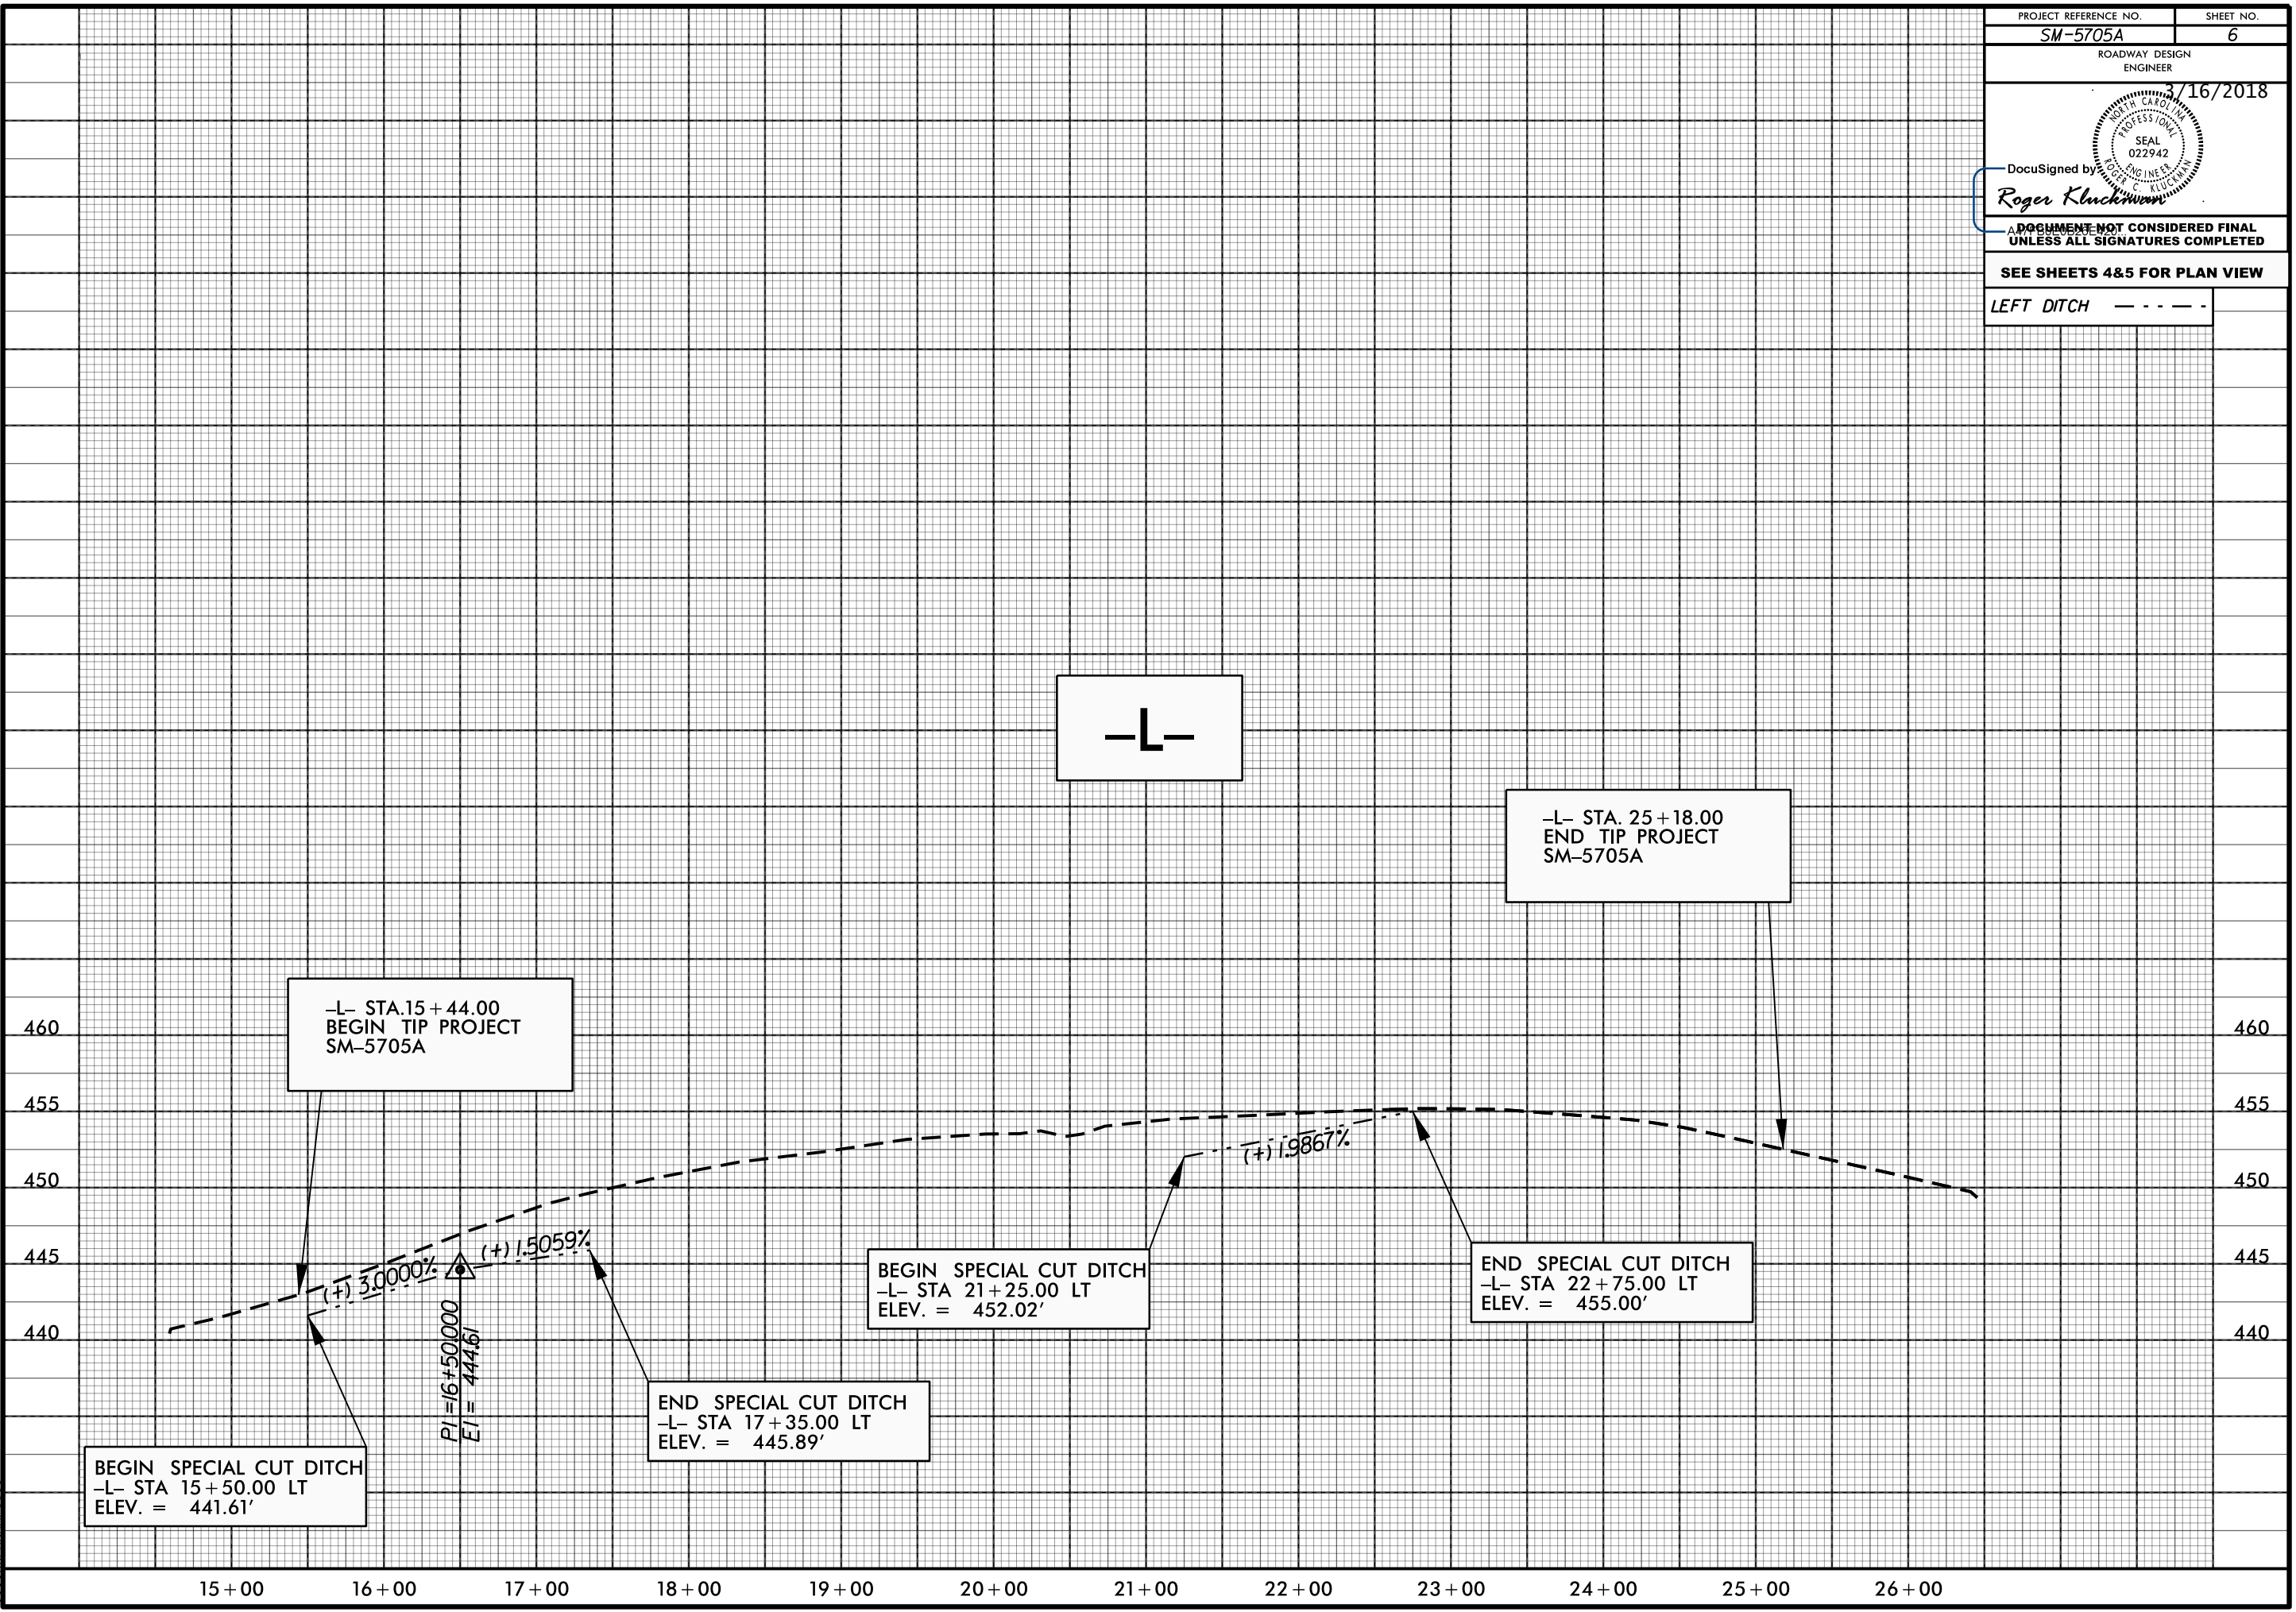 PROJECT REFERENCE NO. SHEET NO.
SM-5705A 6
ROADWAY DESIGN
ENGINEER
3/16/2018
NORTH CAROLINA
PROFESSIONAL
SEAL
022942
ENGINEER
ROGER C. KLUCKMAN
DocuSigned by:
Roger Kluckman
DOCUMENT NOT CONSIDERED FINAL
UNLESS ALL SIGNATURES COMPLETED
SEE SHEETS 4&5 FOR PLAN VIEW
LEFT DITCH
–L–
–L– STA. 25+18.00
END TIP PROJECT
SM–5705A
–L– STA.15+44.00
BEGIN TIP PROJECT
SM–5705A
460 460
455 455
450 450
445 445
440 440
(+) 3.0000%
(+) 1.5059%
(+) 1.9867%
PI = 16+50.000
El = 444.61
BEGIN SPECIAL CUT DITCH
–L– STA 21+25.00 LT
ELEV. = 452.02'
END SPECIAL CUT DITCH
–L– STA 22+75.00 LT
ELEV. = 455.00'
END SPECIAL CUT DITCH
–L– STA 17+35.00 LT
ELEV. = 445.89'
BEGIN SPECIAL CUT DITCH
–L– STA 15+50.00 LT
ELEV. = 441.61'
15+00 16+00 17+00 18+00 19+00 20+00 21+00 22+00 23+00 24+00 25+00 26+00